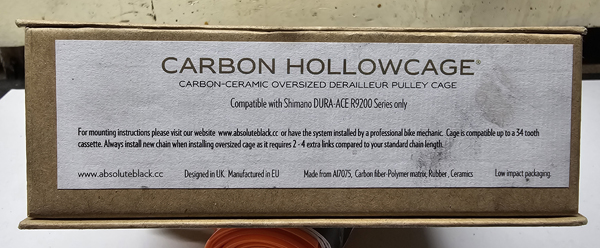 CARBON HOLLOWCAGE®
CARBON-CERAMIC OVERSIZED DERAILLEUR PULLEY CAGE
Compatible with Shimano DURA-ACE R9200 Series only
For mounting instructions please visit our website www.absoluteblack.cc or have the system installed by a professional bike mechanic. Cage is compatible up to a 34 tooth
cassette. Always install new chain when installing oversized cage as it requires 2 - 4 extra links compared to your standard chain length.
www.absoluteblack.cc Designed in UK. Manufactured in EU Made from Al7075, Carbon fiber-Polymer matrix, Rubber, Ceramics Low impact packaging.